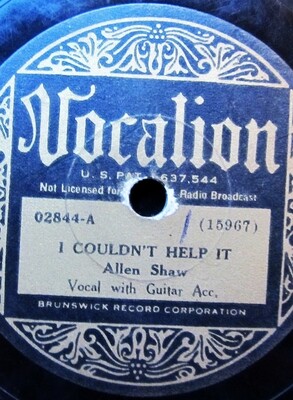 Vocalion
U.S. PAT. 1637,544
Not Licensed for Radio Broadcast
02844-A (15967)
I COULDN'T HELP IT
Allen Shaw
Vocal with Guitar Acc.
BRUNSWICK RECORD CORPORATION